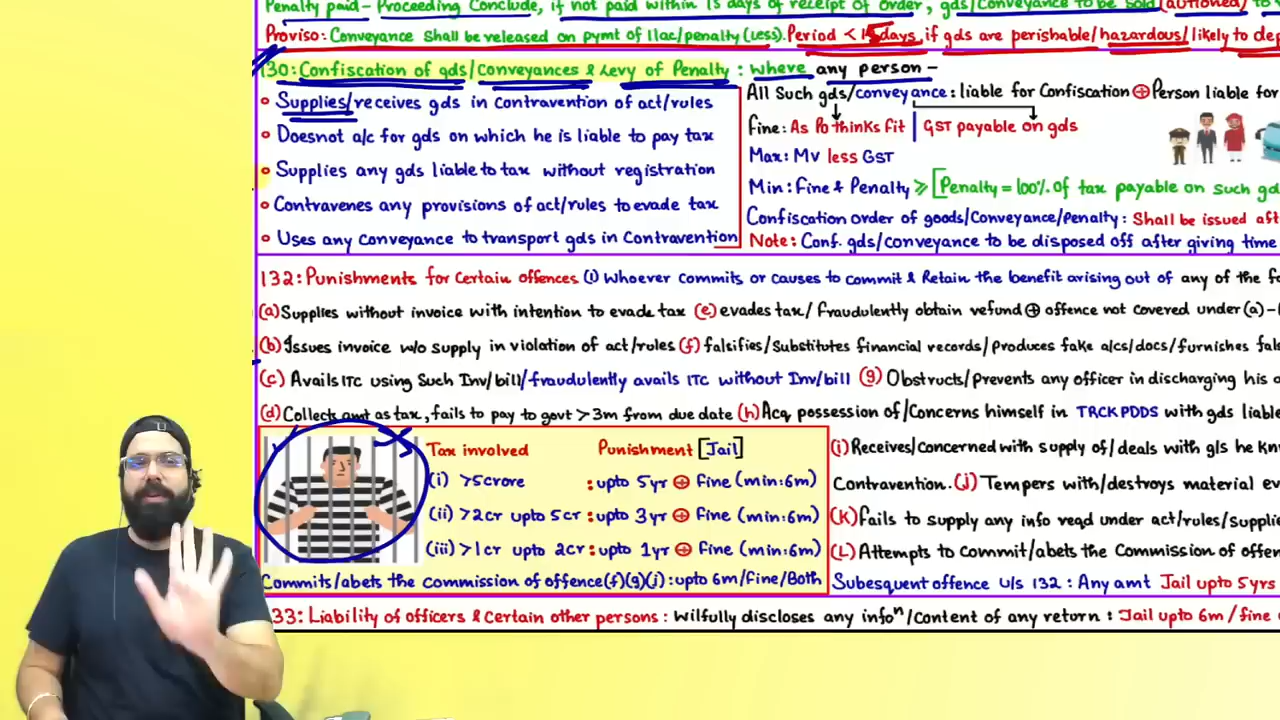 Penalty paid- Proceeding Conclude, if not paid within 15 days of receipt of order, gds/Conveyance to be Sold (auctioned) to
Proviso: Conveyance shall be released on pymt of 1lac/penalty (less). Period < 15 days if gds are perishable/hazardous/likely to dep
130: Confiscation of gds/Conveyances & Levy of Penalty : where any person -
Supplies/receives gds in contravention of act/rules
Doesnot a/c for gds on which he is liable to pay tax
Supplies any gds liable to tax without registration
Contravenes any provisions of act/rules to evade tax
Uses any conveyance to transport gds in Contravention
All Such gds/conveyance: liable for Confiscation ⊕ Person liable for
Fine: As Po thinks fit | GST payable on gds
Max: Mv less GST
Min: Fine & Penalty ≥ [Penalty = 100% of tax payable on such gd
Confiscation order of goods/Conveyance/Penalty: Shall be issued aft
Note: Conf. gds/conveyance to be disposed off after giving time
132: Punishments for Certain offences (1) Whoever commits or causes to commit & Retain the benefit arising out of any of the fo
(a) Supplies without invoice with intention to evade tax (e) evades tax/ fraudulently obtain refund ⊕ offence not covered under (a)-
(b) Issues invoice w/o supply in violation of act/rules (f) falsifies/Substitutes financial records/produces fake a/cs/docs/furnishes fals
(c) Avails ITC using Such Inv/bill/fraudulently avails ITC without Inv/bill (g) Obstructs/Prevents any officer in discharging his
(d) Collects amt as tax, fails to pay to govt >3m from due date (h) Acq possession of/Concerns himself in TRCKPDDS with gds liable
Tax involved Punishment [Jail]
(i) >5crore : upto 5yr ⊕ fine (min:6m)
(ii) >2cr upto 5cr : upto 3yr ⊕ fine (min:6m)
(iii) >1cr upto 2cr : upto 1yr ⊕ fine (min:6m)
Commits/abets the commission of offence (f)(g)(j) : upto 6m/fine/Both
(i) Receives/concerned with supply of/ deals with g/s he kn
Contravention. (j) Tempers with/destroys material ev
(K) Fails to supply any info reqd under act/rules/suppli
(L) Attempts to commit/abets the Commission of offen
Subesquent offence u/s 132 : Any amt Jail upto 5yrs
33: Liability of officers & Certain other persons : Wilfully discloses any infoⁿ/content of any return : Jail upto 6m/fine